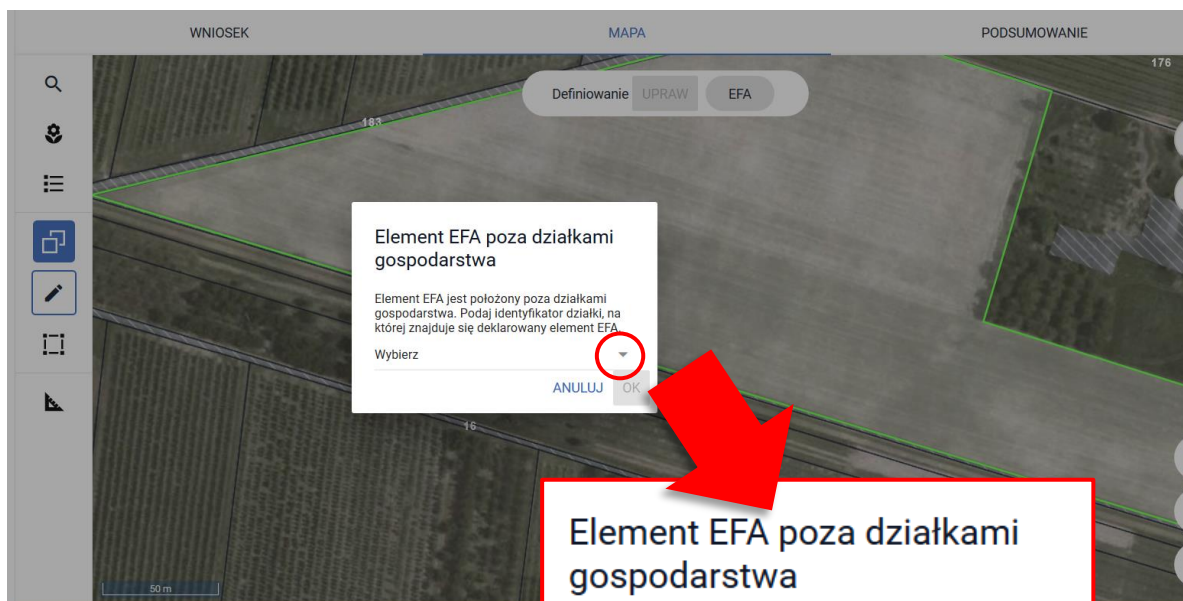 WNIOSEK MAPA PODSUMOWANIE
176
Definiowanie UPRAW EFA
183
Element EFA poza działkami
gospodarstwa
Element EFA jest położony poza działkami
gospodarstwa. Podaj identyfikator działki, na
której znajduje się deklarowany element EFA.
Wybierz
ANULUJ OK
16
Element EFA poza działkami
gospodarstwa
50 m